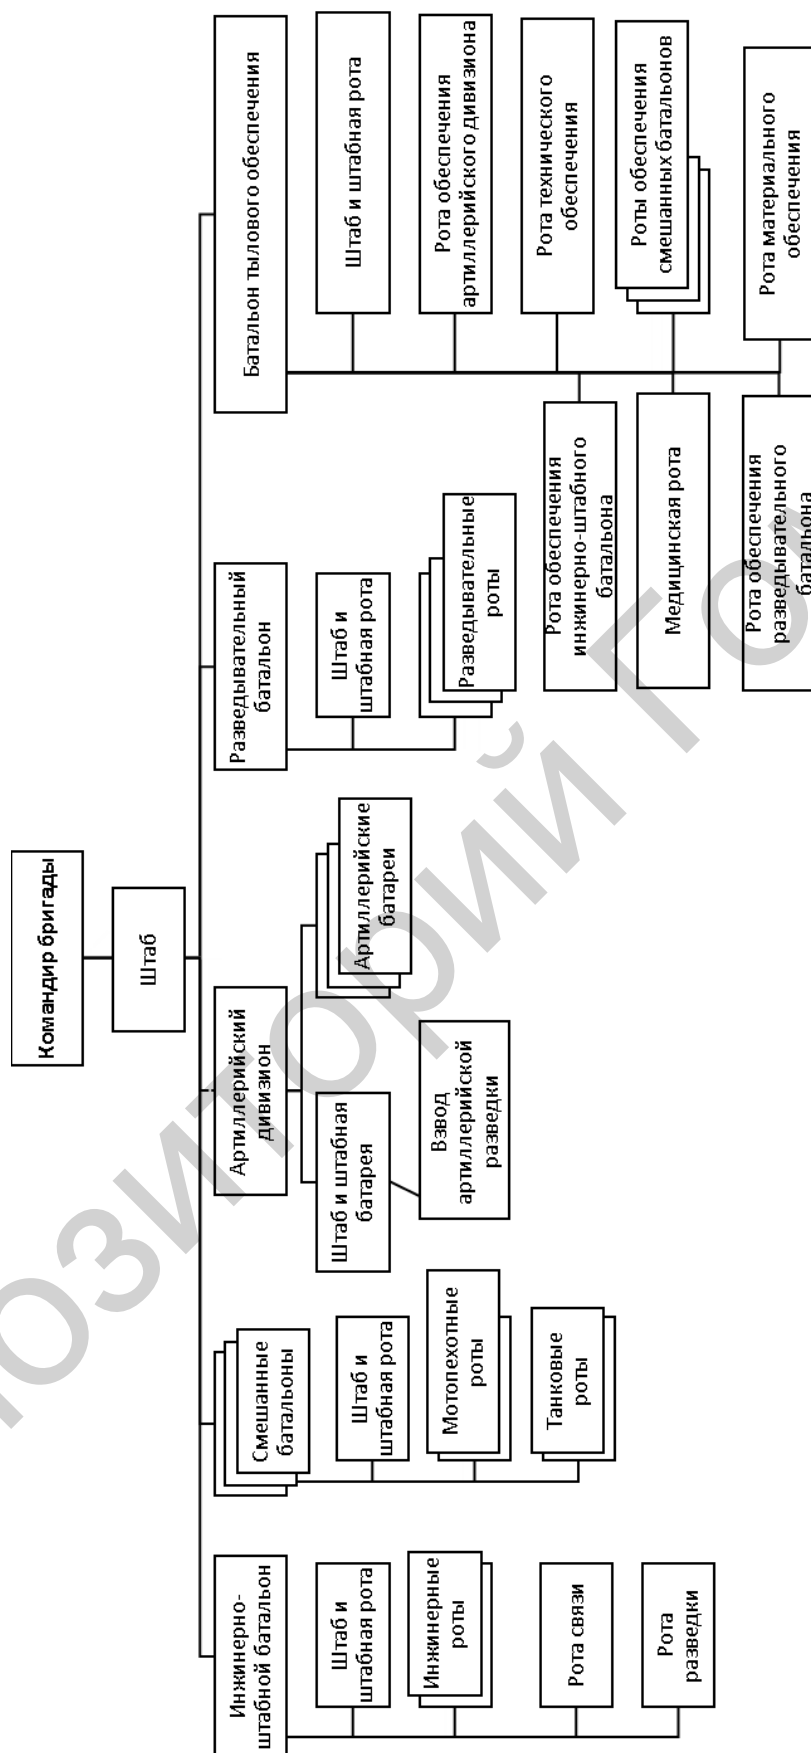 Командир бригады
Штаб
Инжинерно-
штабной батальон
Штаб и
штабная рота
Инжинерные
роты
Рота связи
Рота
разведки
Смешанные
батальоны
Штаб и
штабная рота
Мотопехотные
роты
Танковые
роты
Артиллерийский
дивизион
Штаб и штабная
батарея
Взвод
артиллерийской
разведки
Артиллерийские
батареи
Разведывательный
батальон
Штаб и
штабная рота
Разведывательные
роты
Батальон тылового обеспечения
Штаб и штабная рота
Рота обеспечения
артиллерийского дивизиона
Рота технического
обеспечения
Роты обеспечения
смешанных батальонов
Рота материального
обеспечения
Рота обеспечения
инжинерно-штабного
батальона
Медицинская рота
Рота обеспечения
разведывательного
батальона